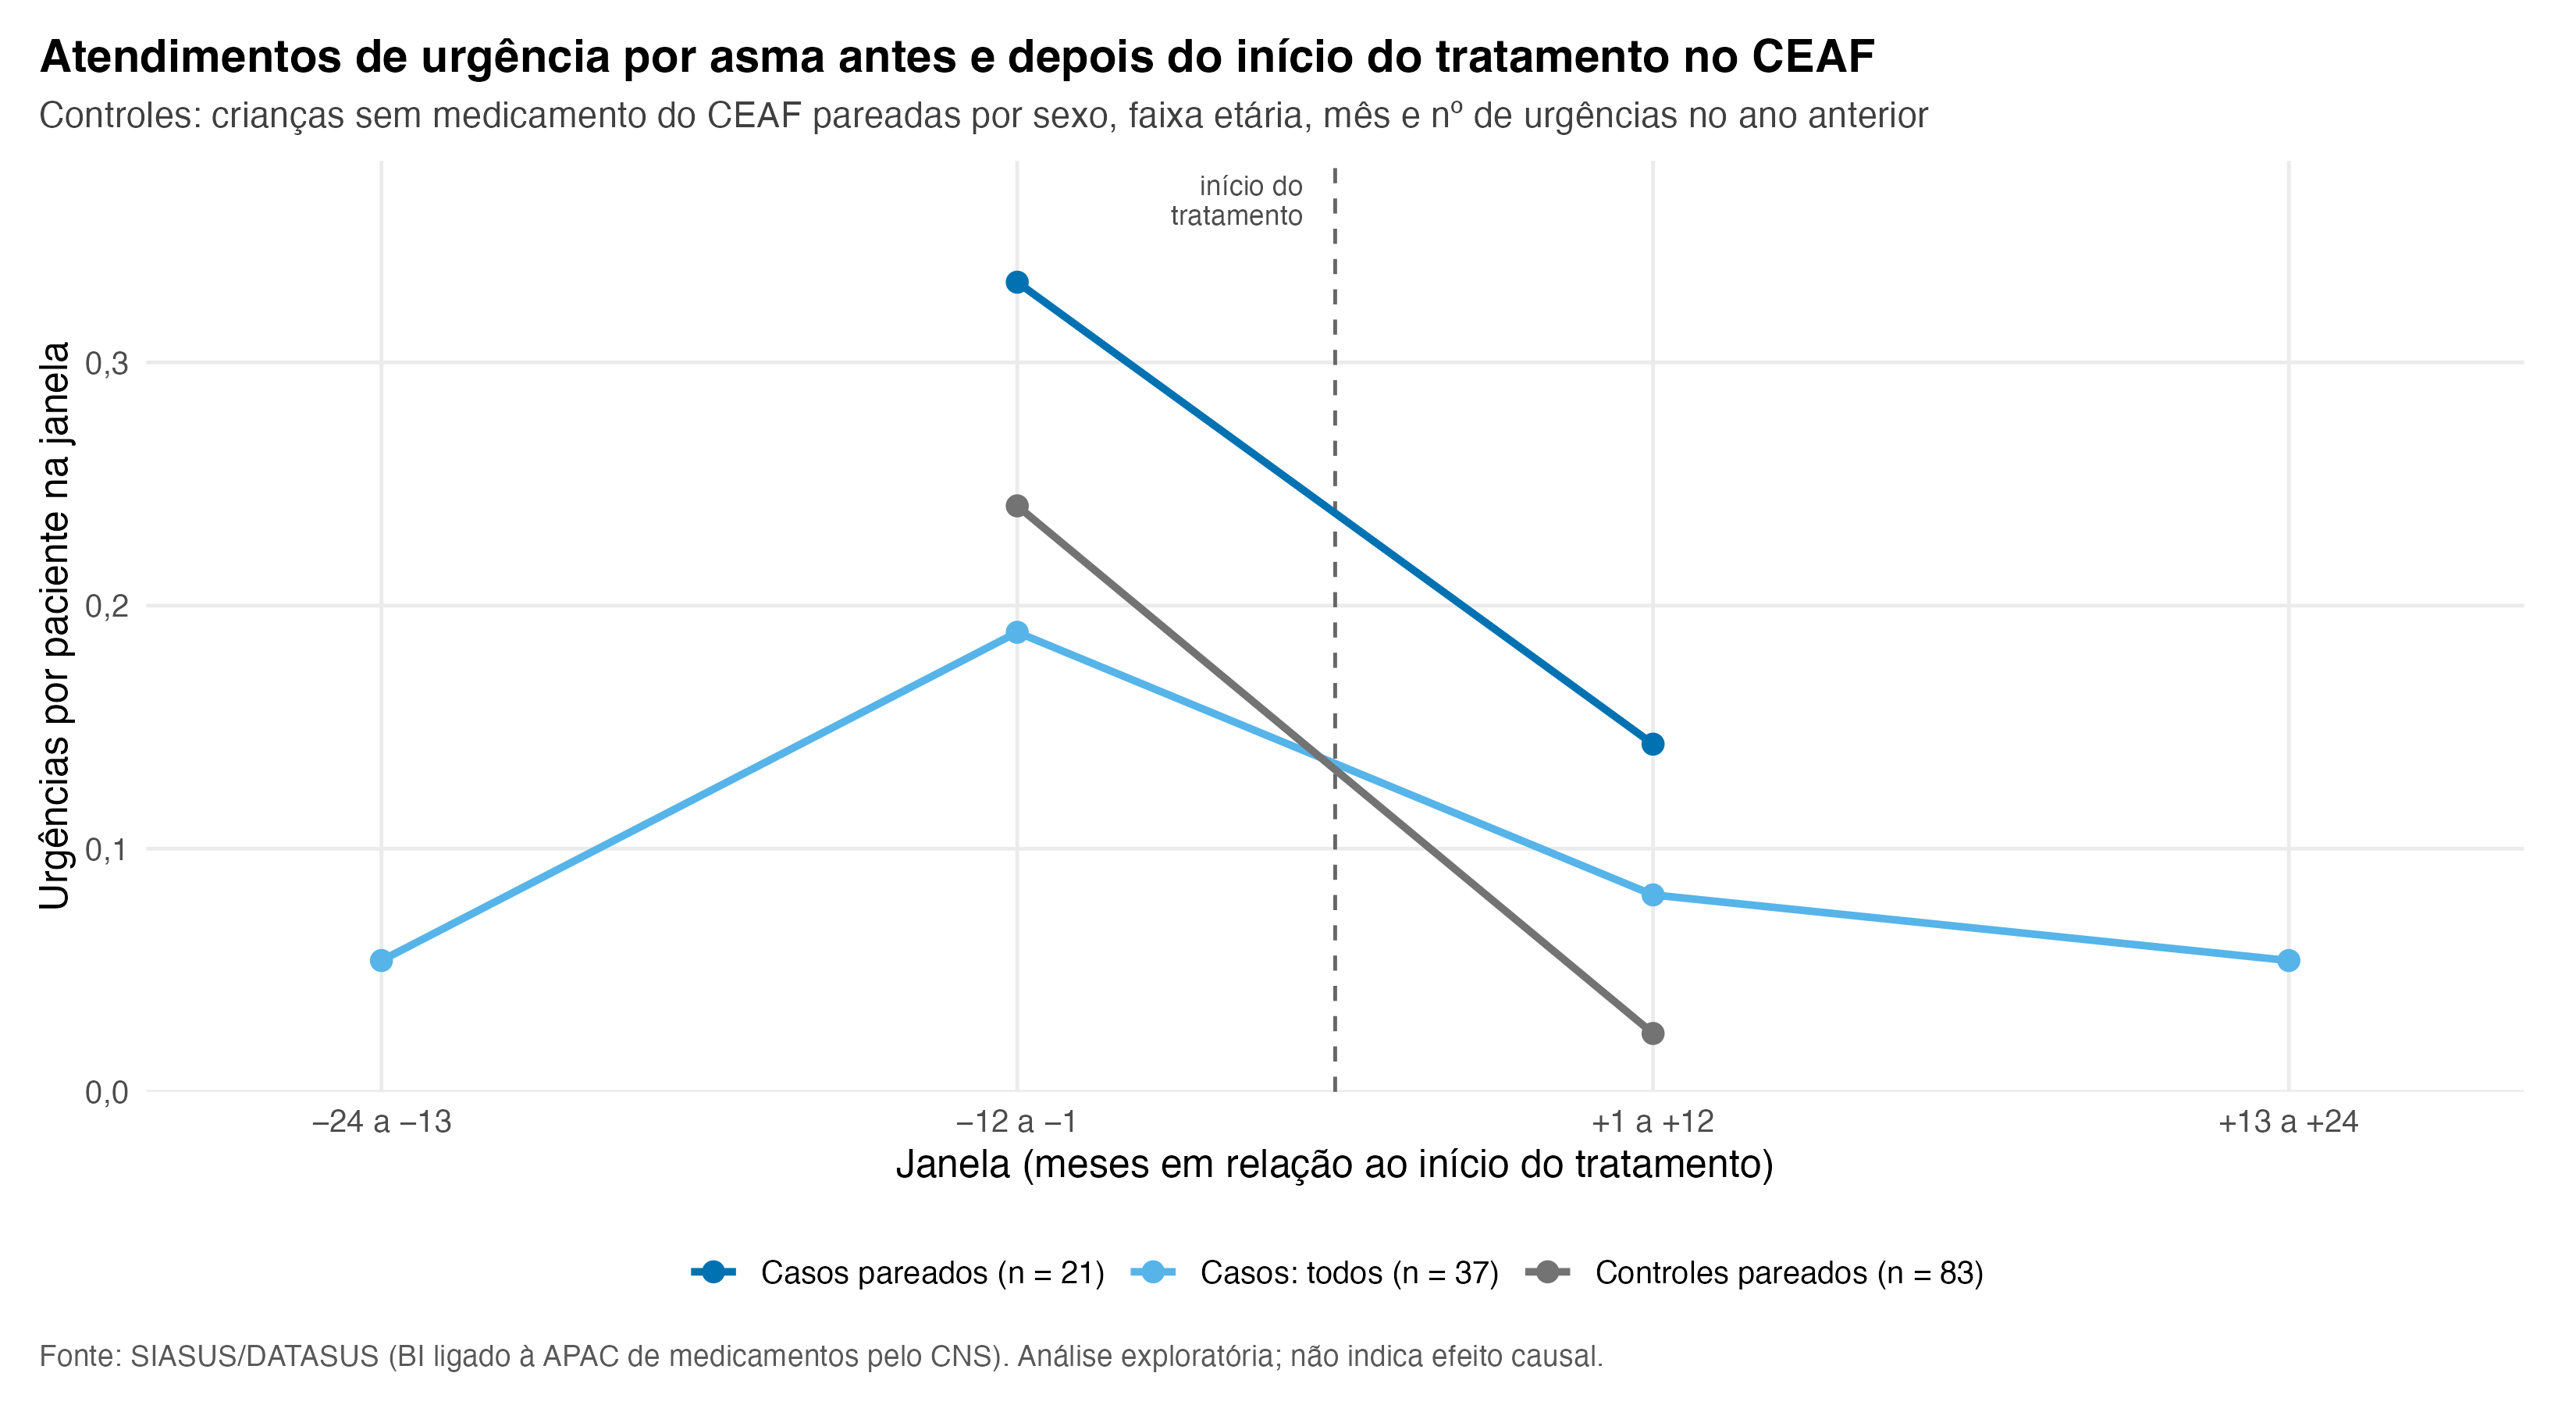 Atendimentos de urgência por asma antes e depois do início do tratamento no CEAF
Controles: crianças sem medicamento do CEAF pareadas por sexo, faixa etária, mês e nº de urgências no ano anterior
início do
tratamento
Urgências por paciente na janela
0,3
0,2
0,1
0,0
−24 a −13
−12 a −1
+1 a +12
+13 a +24
Janela (meses em relação ao início do tratamento)
Casos pareados (n = 21)
Casos: todos (n = 37)
Controles pareados (n = 83)
Fonte: SIASUS/DATASUS (BI ligado à APAC de medicamentos pelo CNS). Análise exploratória; não indica efeito causal.